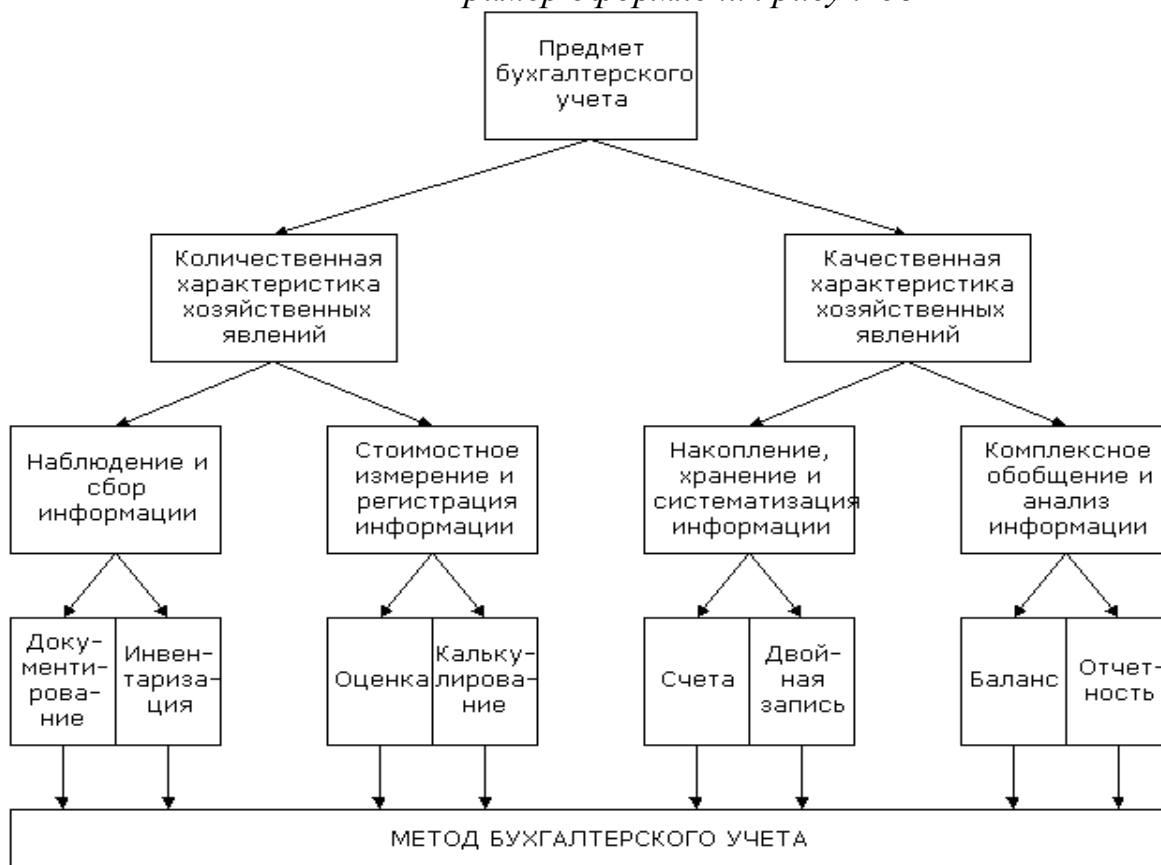 Предмет
бухгалтерского
учета
Количественная
характеристика
хозяйственных
явлений
Качественная
характеристика
хозяйственных
явлений
Наблюдение и
сбор
информации
Стоимостное
измерение и
регистрация
информации
Накопление,
хранение и
систематизация
информации
Комплексное
обобщение и
анализ
информации
Доку-
менти-
рова-
ние
Инвен-
тариза-
ция
Оценка
Кальку-
лирова-
ние
Счета
Двой-
ная
запись
Баланс
Отчет-
ность
МЕТОД БУХГАЛТЕРСКОГО УЧЕТА